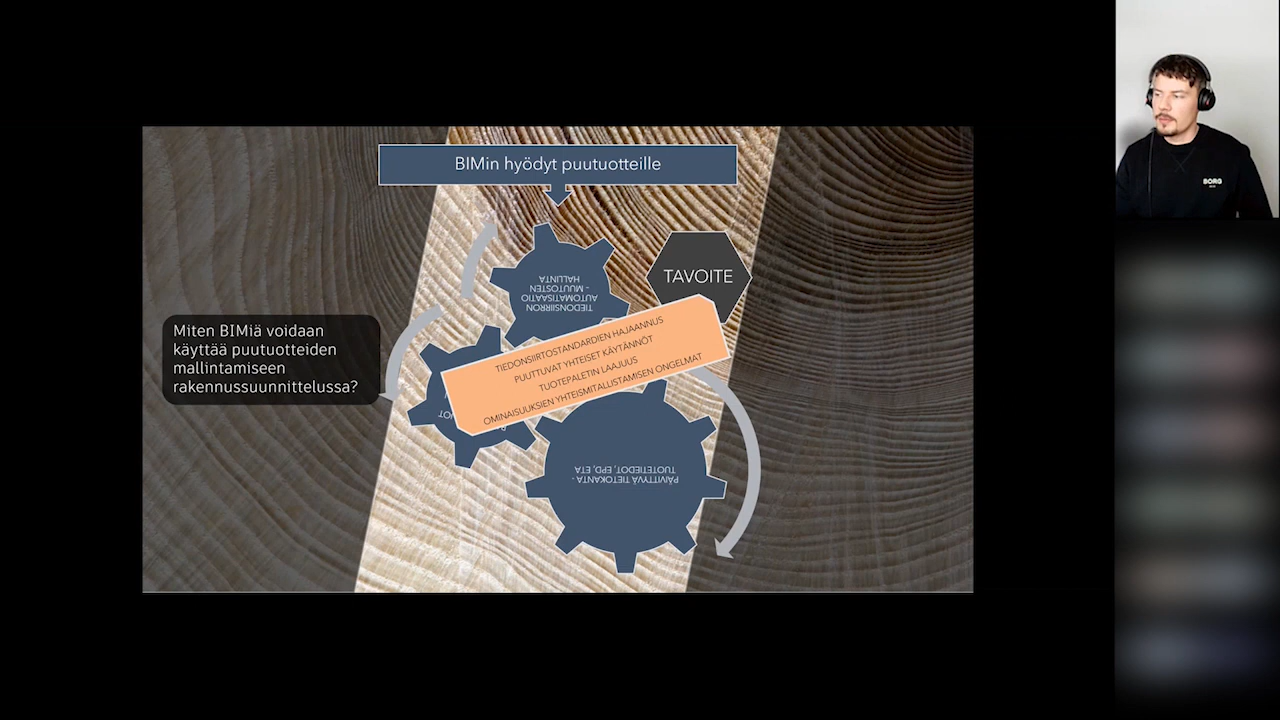 BIMin hyödyt puutuotteille
TIEDONSIIRRON
AUTOMATISAATIO
- MUUTOSTEN
HALLINTA
TAVOITE
Miten BIMiä voidaan
käyttää puutuotteiden
mallintamiseen
rakennussuunnittelussa?
TIEDONSIIRTOSTANDARDIEN HAJAANNUS
PUUTTUVAT YHTEISET KÄYTÄNNÖT
TUOTEPALETIN LAAJUUS
OMINAISUUKSIEN YHTEISMITALLISTAMISEN ONGELMAT
PÄIVITTYVÄ TIETOKANTA -
TUOTETIEDOT, EPD, ETA
BORG